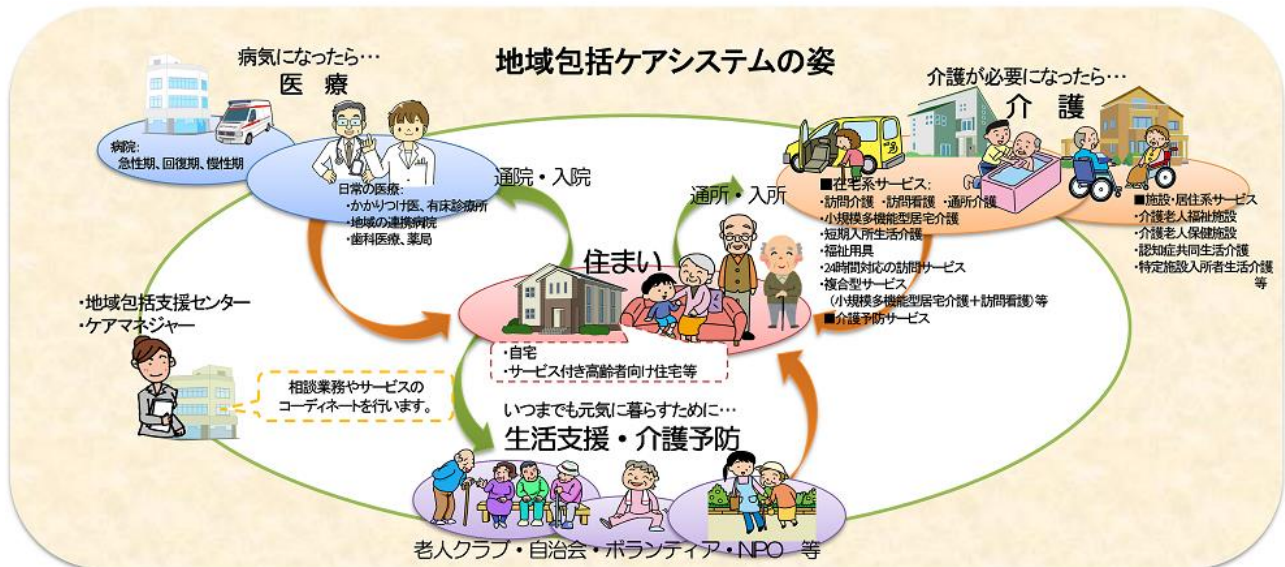 地域包括ケアシステムの姿
病気になったら…
医 療
病院:
急性期、回復期、慢性期
日常の医療:
・かかりつけ医、有床診療所
・地域の連携病院
・歯科医療、薬局
通院・入院
通所・入所
介護が必要になったら…
介 護
■在宅系サービス:
・訪問介護 ・訪問看護 ・通所介護
・小規模多機能型居宅介護
・短期入所生活介護
・福祉用具
・24時間対応の訪問サービス
・複合型サービス
（小規模多機能型居宅介護＋訪問看護）等
■介護予防サービス
■施設・居住系サービス
・介護老人福祉施設
・介護老人保健施設
・認知症共同生活介護
・特定施設入所者生活介護
等
住まい
・自宅
・サービス付き高齢者向け住宅等
・地域包括支援センター
・ケアマネジャー
相談業務やサービスの
コーディネートを行います。
いつまでも元気に暮らすために…
生活支援・介護予防
老人クラブ・自治会・ボランティア・NPO 等